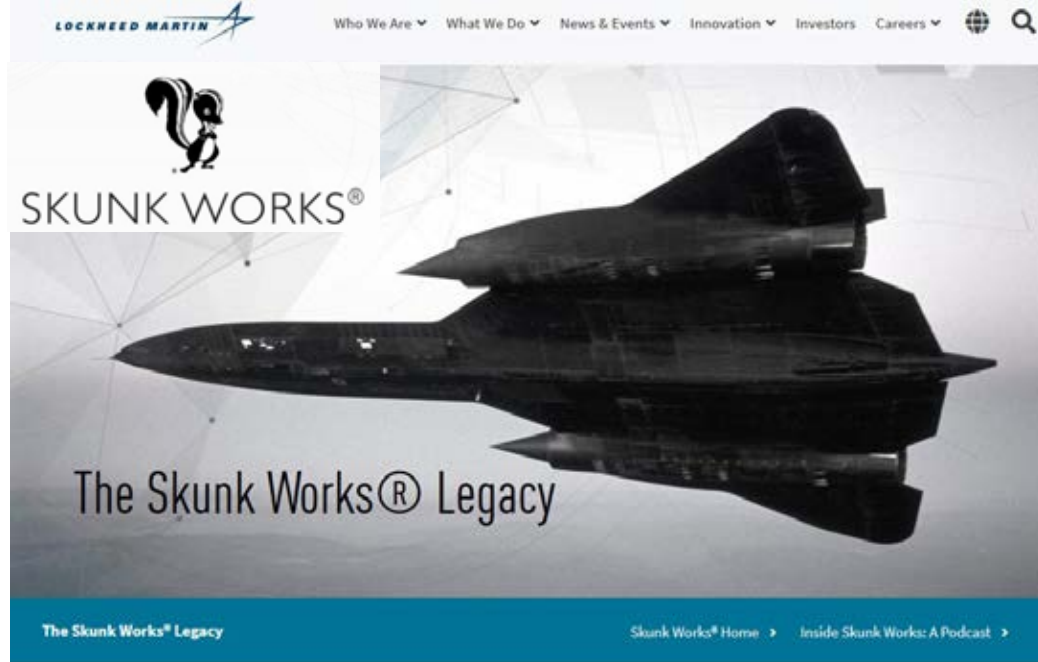 LOCKHEED MARTIN
Who We Are What We Do News & Events Innovation Investors Careers
SKUNK WORKS®
The Skunk Works® Legacy
The Skunk Works® Legacy
Skunk Works® Home > Inside Skunk Works: A Podcast >